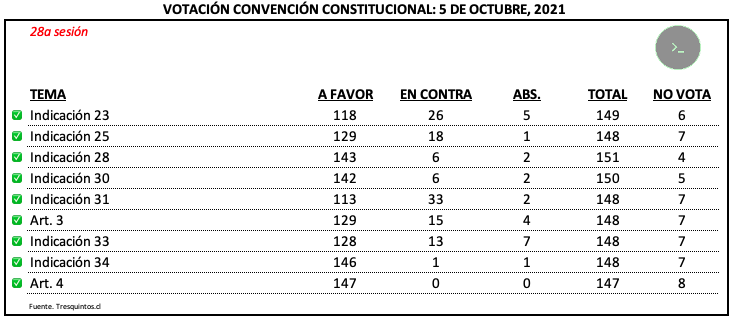 VOTACIÓN CONVENCIÓN CONSTITUCIONAL: 5 DE OCTUBRE, 2021
28a sesión
>_
TEMA A FAVOR EN CONTRA ABS. TOTAL NO VOTA
✅ Indicación 23 118 26 5 149 6
✅ Indicación 25 129 18 1 148 7
✅ Indicación 28 143 6 2 151 4
✅ Indicación 30 142 6 2 150 5
✅ Indicación 31 113 33 2 148 7
✅ Art. 3 129 15 4 148 7
✅ Indicación 33 128 13 7 148 7
✅ Indicación 34 146 1 1 148 7
✅ Art. 4 147 0 0 147 8
Fuente. Tresquintos.cl